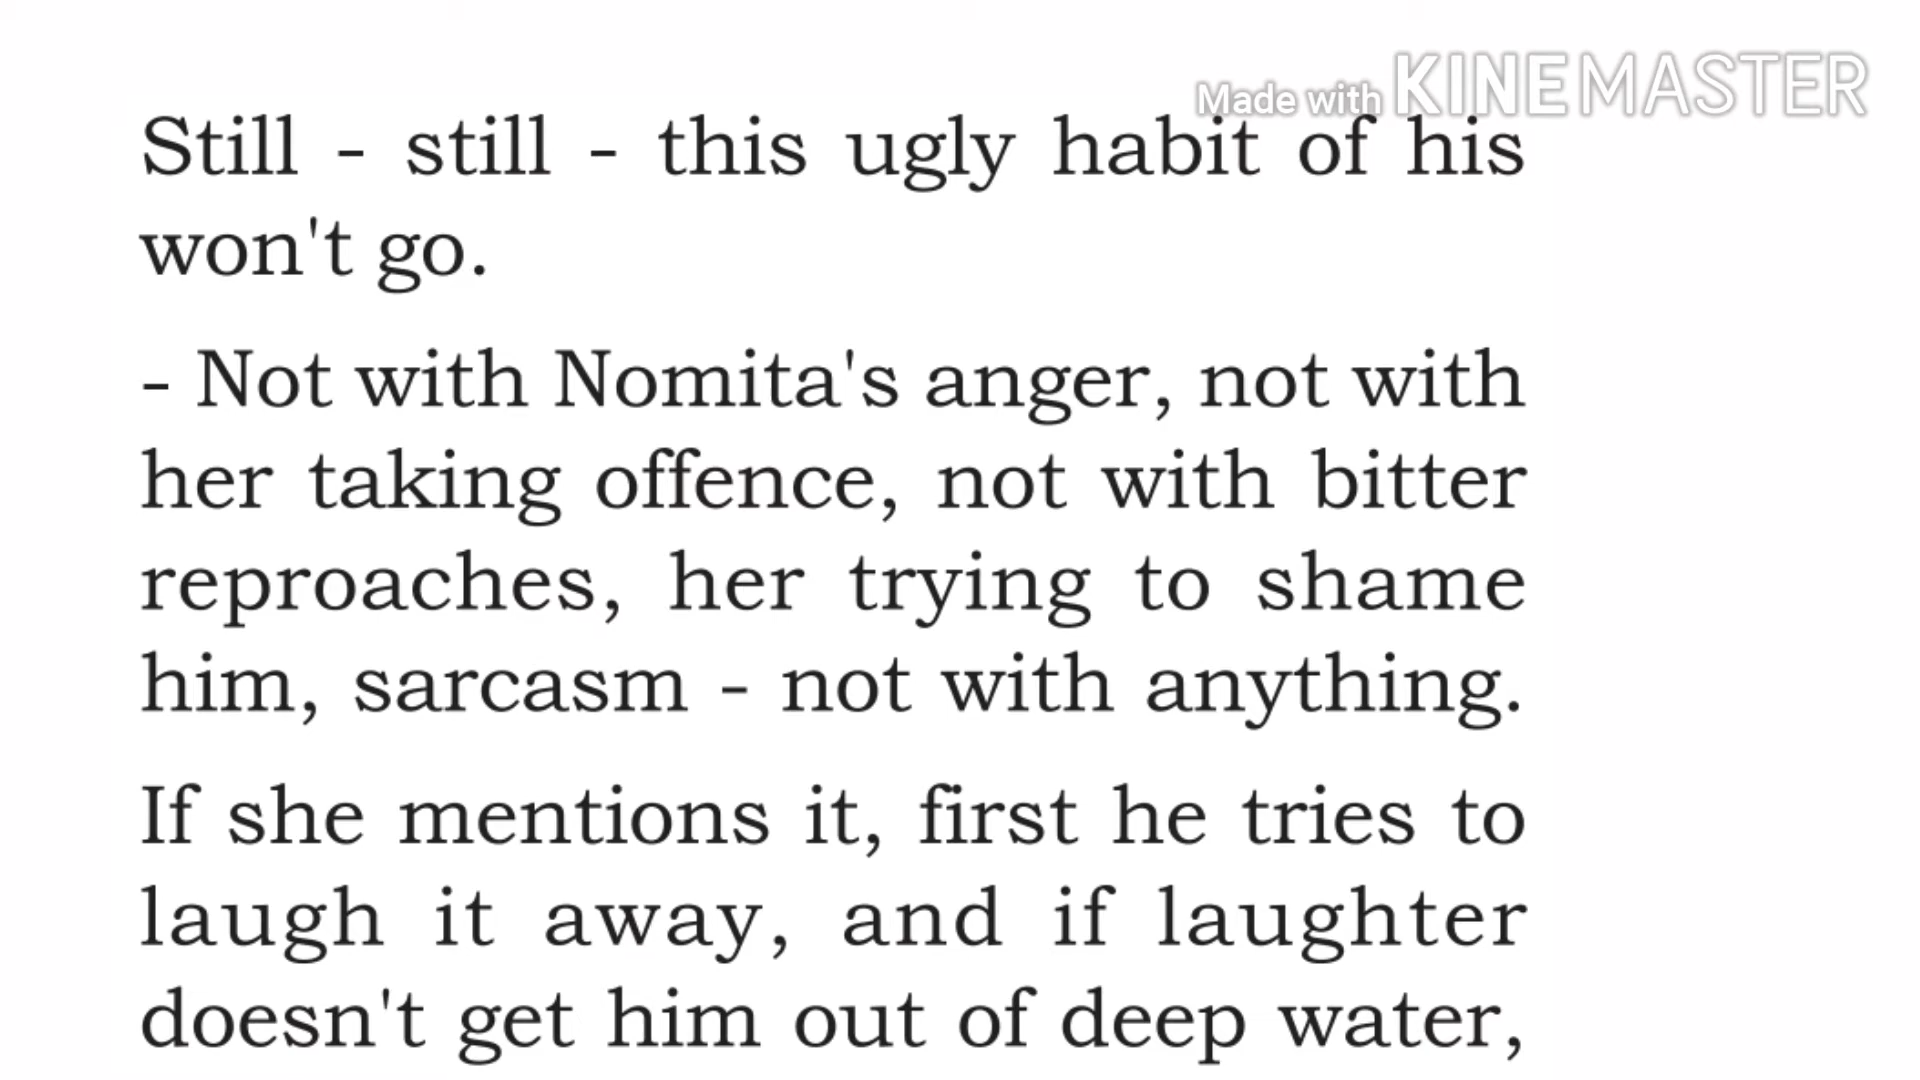 Made with KINEMASTER
Still - still - this ugly habit of his
won't go.
- Not with Nomita's anger, not with
her taking offence, not with bitter
reproaches, her trying to shame
him, sarcasm - not with anything.
If she mentions it, first he tries to
laugh it away, and if laughter
doesn't get him out of deep water,